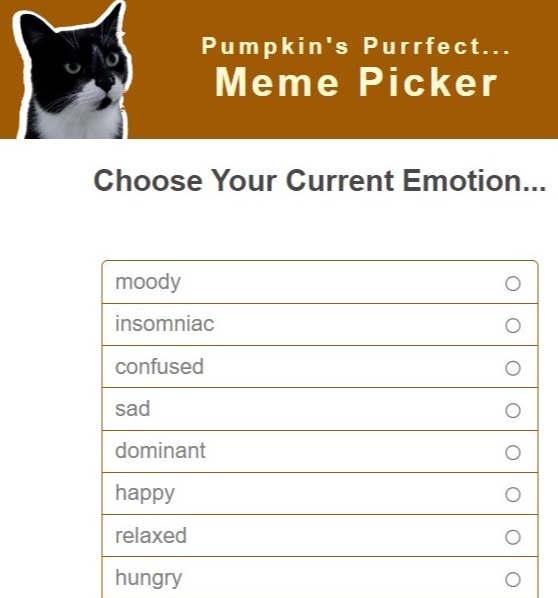 Pumpkin's Purrfect...
Meme Picker
Choose Your Current Emotion...
moody
insomniac
confused
sad
dominant
happy
relaxed
hungry